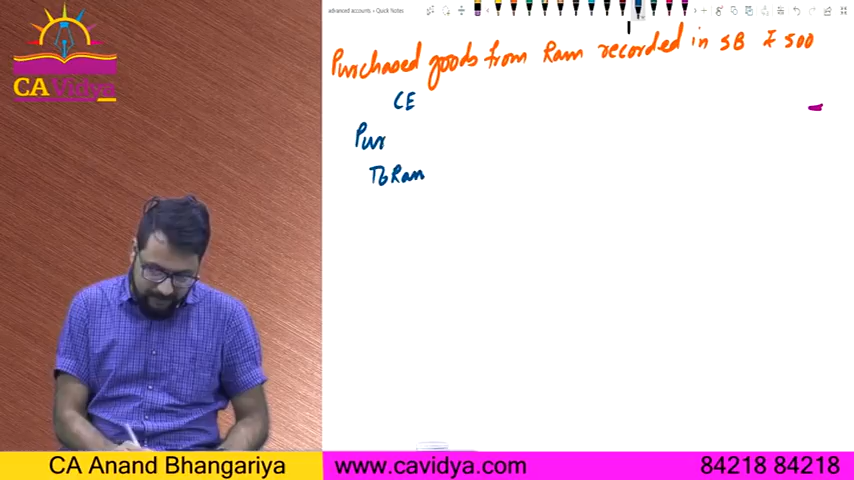 advanced accounts - Quick Notes
CA Vidya
Purchased goods from Ram recorded in SB ₹ 500
CE
Pur
To Ram
CA Anand Bhangariya
www.cavidya.com
84218 84218